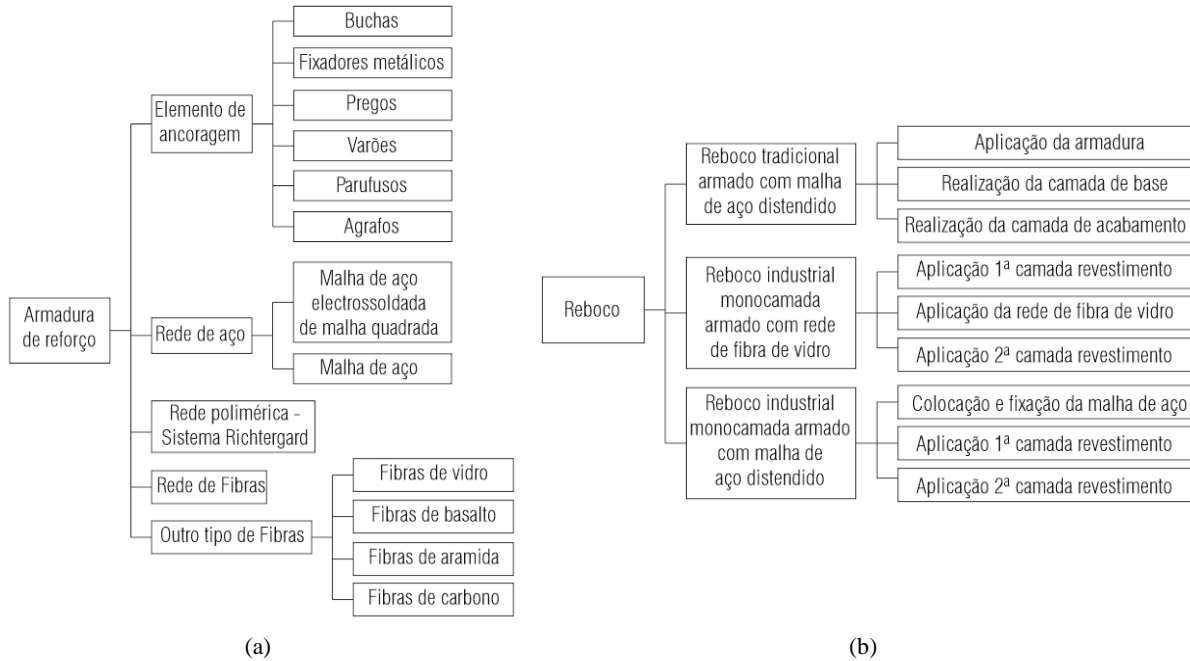 Armadura
de reforço
Elemento de
ancoragem
Buchas
Fixadores metálicos
Pregos
Varões
Parufusos
Agrafos
Rede de aço
Malha de aço
electrossoldada
de malha quadrada
Malha de aço
Rede polimérica -
Sistema Richtergard
Rede de Fibras
Outro tipo de Fibras
Fibras de vidro
Fibras de basalto
Fibras de aramida
Fibras de carbono
(a)
Reboco
Reboco tradicional
armado com malha
de aço distendido
Aplicação da armadura
Realização da camada de base
Realização da camada de acabamento
Reboco industrial
monocamada
armado com rede
de fibra de vidro
Aplicação 1ª camada revestimento
Aplicação da rede de fibra de vidro
Aplicação 2ª camada revestimento
Reboco industrial
monocamada armado
com malha de
aço distendido
Colocação e fixação da malha de aço
Aplicação 1ª camada revestimento
Aplicação 2ª camada revestimento
(b)